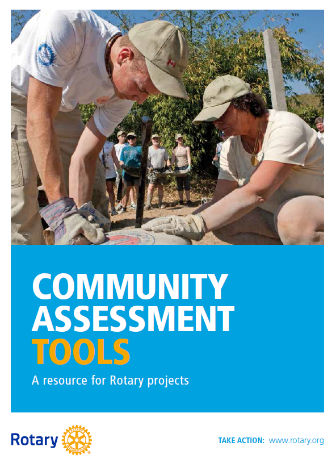 COMMUNITY
ASSESSMENT
TOOLS
A resource for Rotary projects
Rotary
TAKE ACTION: www.rotary.org